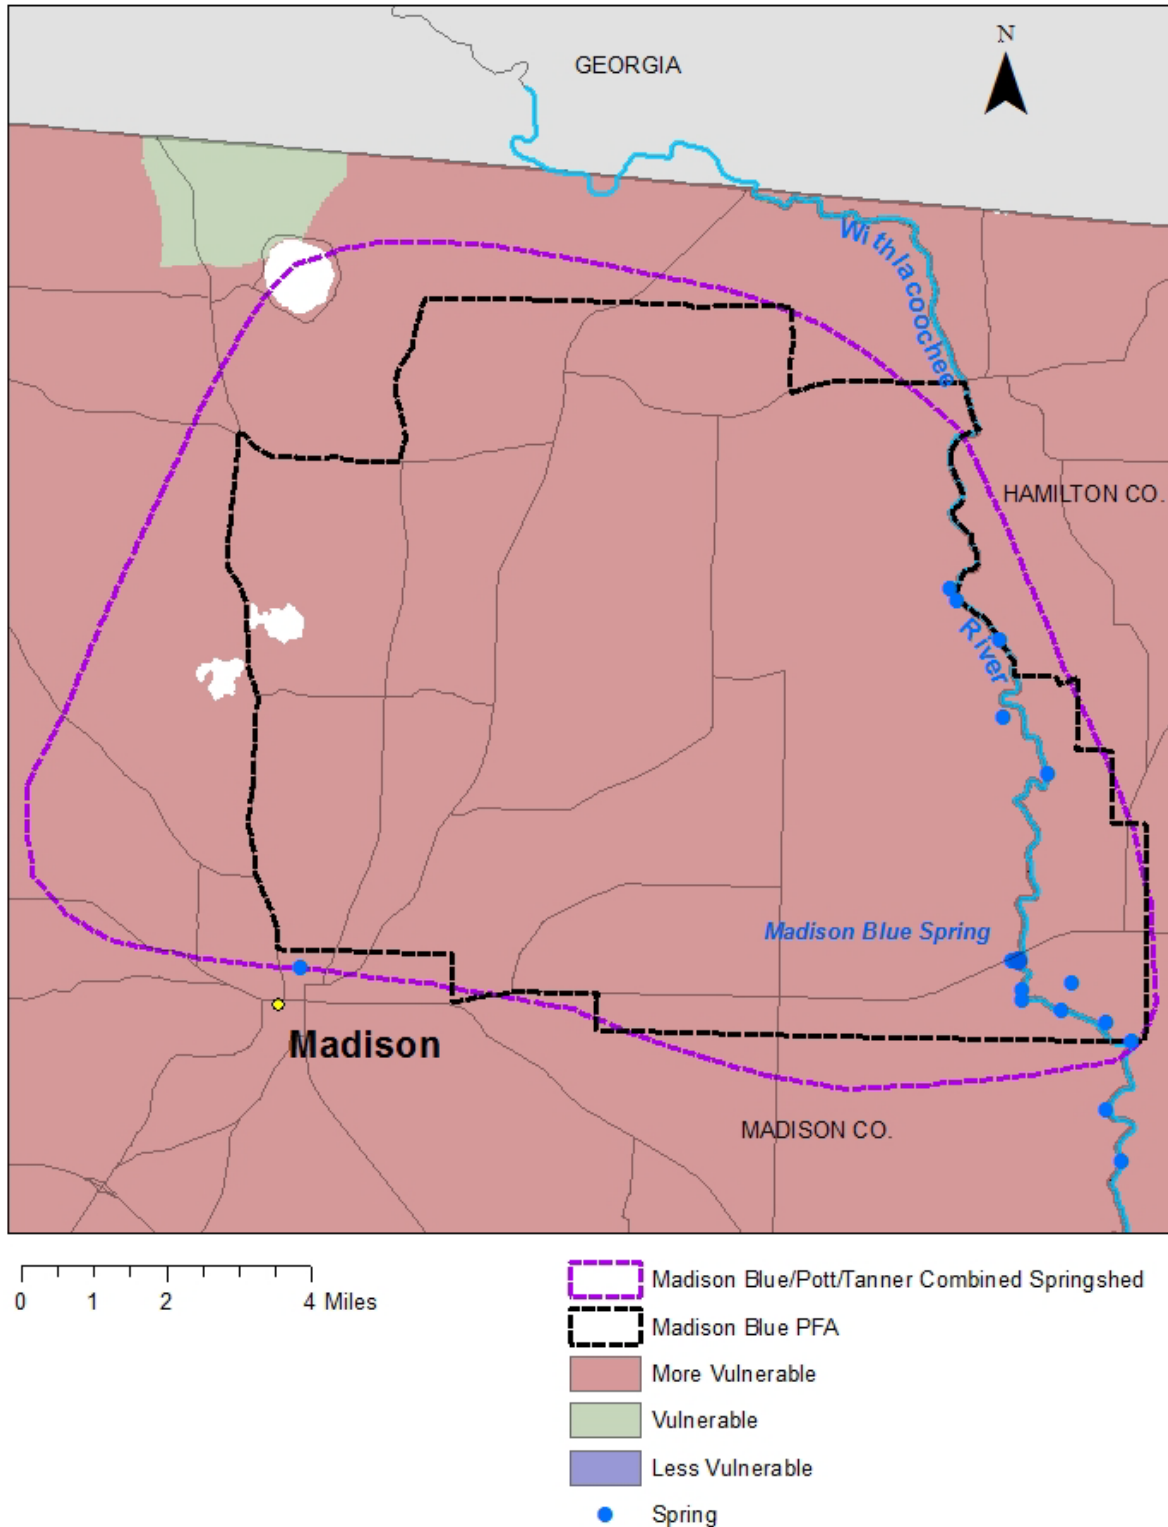 GEORGIA
N
Withlacoochee
HAMILTON CO.
River
Madison Blue Spring
Madison
MADISON CO.
0 1 2 4 Miles
Madison Blue/Pott/Tanner Combined Springshed
Madison Blue PFA
More Vulnerable
Vulnerable
Less Vulnerable
Spring